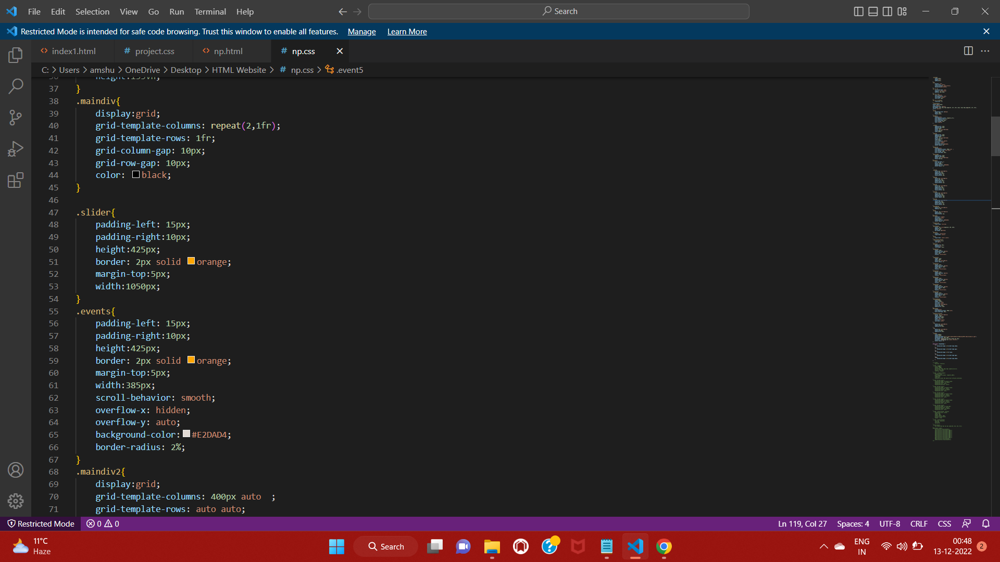 File Edit Selection View Go Run Terminal Help
Search
Restricted Mode is intended for safe code browsing. Trust this window to enable all features. Manage Learn More
index1.html
# project.css
np.html
# np.css
C: > Users > amshu > OneDrive > Desktop > HTML Website > # np.css > .event5
37 }
38 .maindiv{
39 display:grid;
40 grid-template-columns: repeat(2,1fr);
41 grid-template-rows: 1fr;
42 grid-column-gap: 10px;
43 grid-row-gap: 10px;
44 color: black;
45 }
46
47 .slider{
48 padding-left: 15px;
49 padding-right:10px;
50 height:425px;
51 border: 2px solid orange;
52 margin-top:5px;
53 width:1050px;
54 }
55 .events{
56 padding-left: 15px;
57 padding-right:10px;
58 height:425px;
59 border: 2px solid orange;
60 margin-top:5px;
61 width:385px;
62 scroll-behavior: smooth;
63 overflow-x: hidden;
64 overflow-y: auto;
65 background-color: #E2DAD4;
66 border-radius: 2%;
67 }
68 .maindiv2{
69 display:grid;
70 grid-template-columns: 400px auto  ;
71 grid-template-rows: auto auto;
Restricted Mode 0 0 Ln 119, Col 27 Spaces: 4 UTF-8 CRLF CSS
11°C
Haze
Search
ENG
IN
00:48
13-12-2022
2